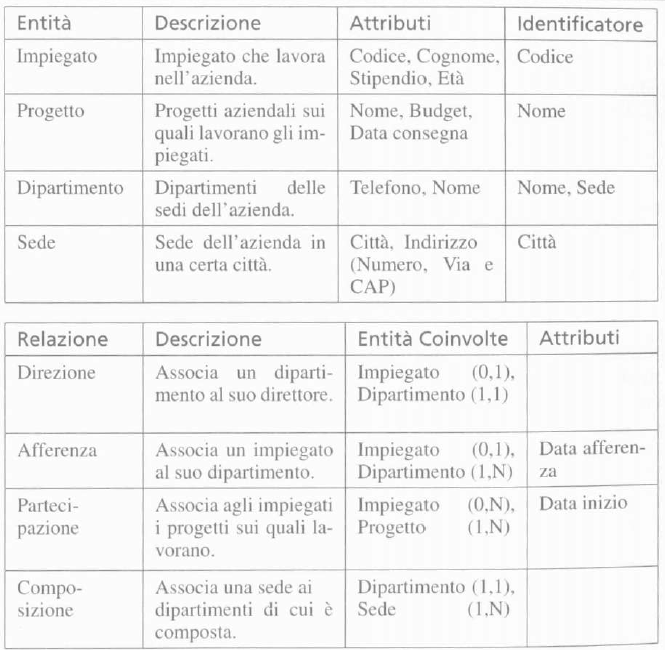 Entità Descrizione Attributi Identificatore
Impiegato Impiegato che lavora Codice, Cognome, Codice
nell'azienda. Stipendio, Età
Progetto Progetti aziendali sui Nome, Budget, Nome
quali lavorano gli im- Data consegna
piegati.
Dipartimento Dipartimenti delle Telefono, Nome Nome, Sede
sedi dell'azienda.
Sede Sede dell'azienda in Città, Indirizzo Città
una certa città. (Numero, Via e
CAP)
Relazione Descrizione Entità Coinvolte Attributi
Direzione Associa un diparti- Impiegato (0,1),
mento al suo direttore. Dipartimento (1,1)
Afferenza Associa un impiegato Impiegato (0,1), Data afferen-
al suo dipartimento. Dipartimento (1,N) za
Parteci- Associa agli impiegati Impiegato (0,N), Data inizio
pazione i progetti sui quali la- Progetto (1,N)
vorano.
Compo- Associa una sede ai Dipartimento (1,1),
sizione dipartimenti di cui è Sede (1,N)
composta.